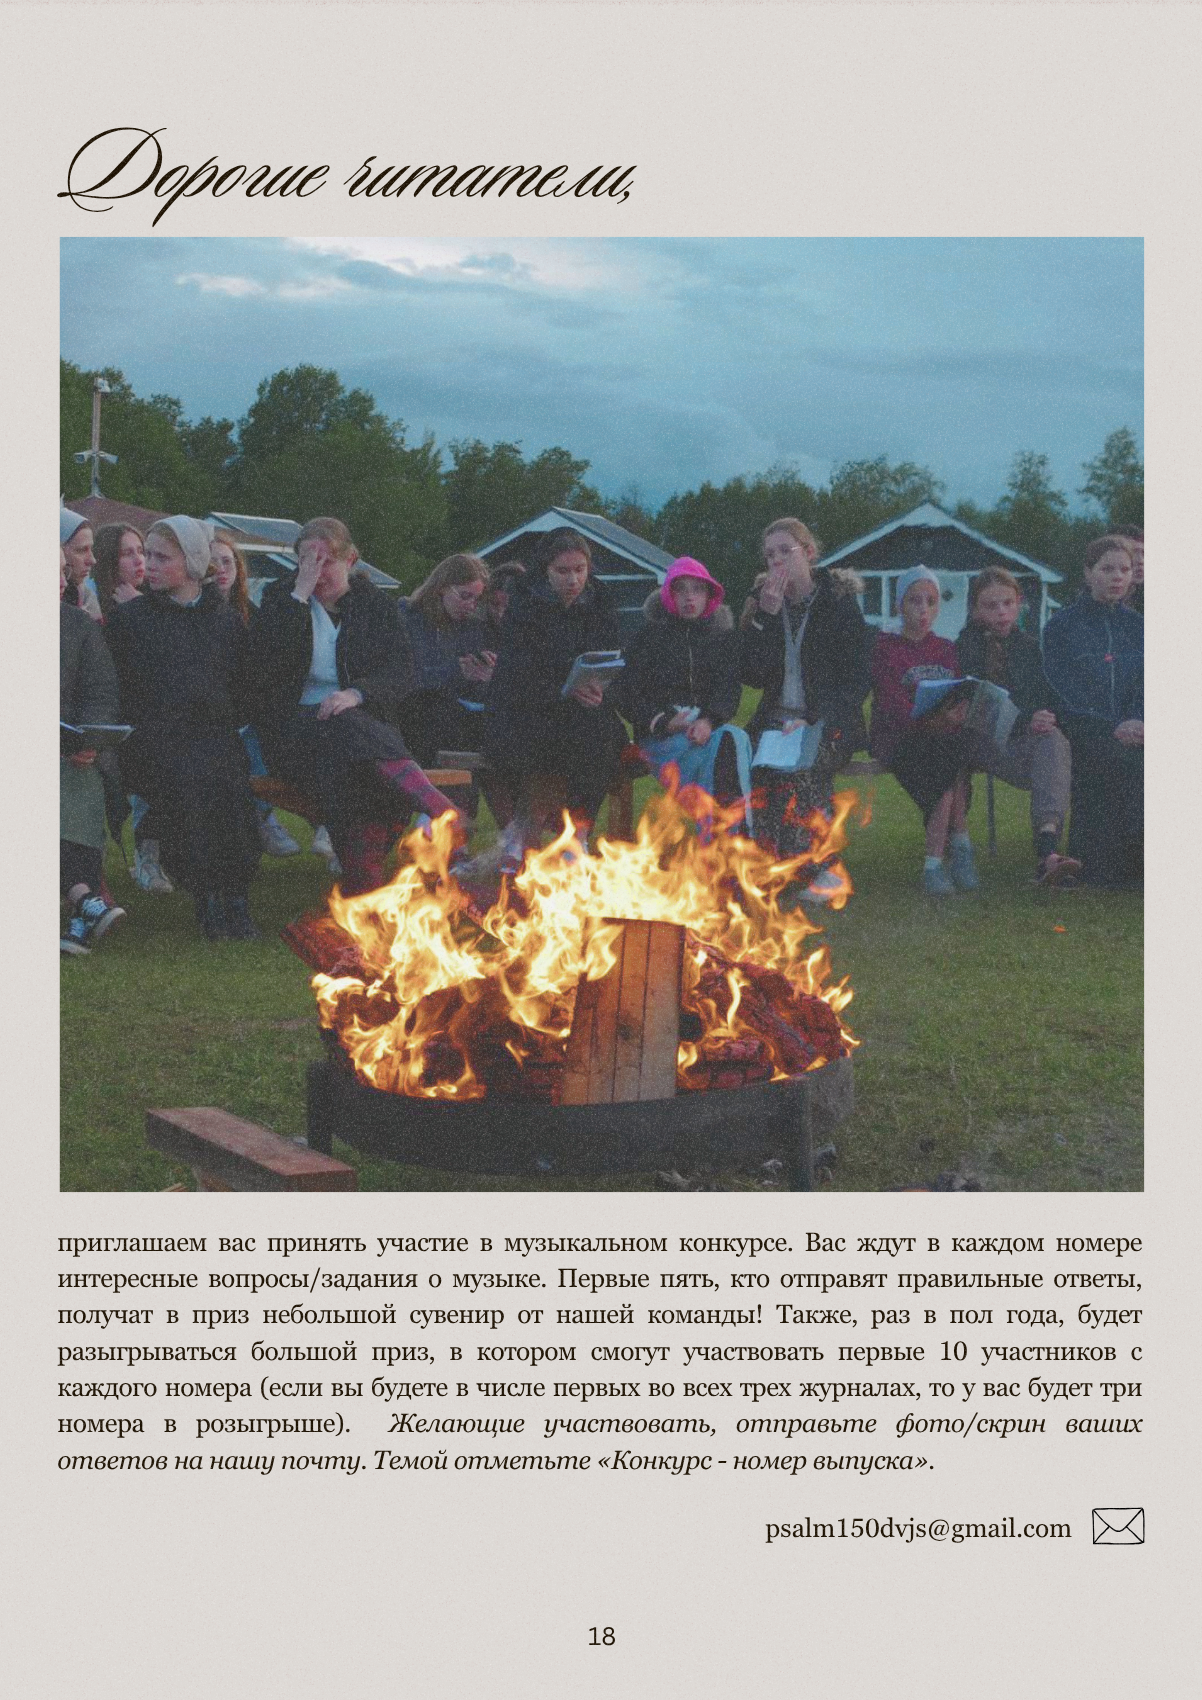 Дорогие читатели,
приглашаем вас принять участие в музыкальном конкурсе. Вас ждут в каждом номере
интересные вопросы/задания о музыке. Первые пять, кто отправят правильные ответы,
получат в приз небольшой сувенир от нашей команды! Также, раз в пол года, будет
разыгрываться большой приз, в котором смогут участвовать первые 10 участников с
каждого номера (если вы будете в числе первых во всех трех журналах, то у вас будет три
номера в розыгрыше). Желающие участвовать, отправьте фото/скрин ваших
ответов на нашу почту. Темой отметьте «Конкурс - номер выпуска».
psalm150dvjs@gmail.com
18